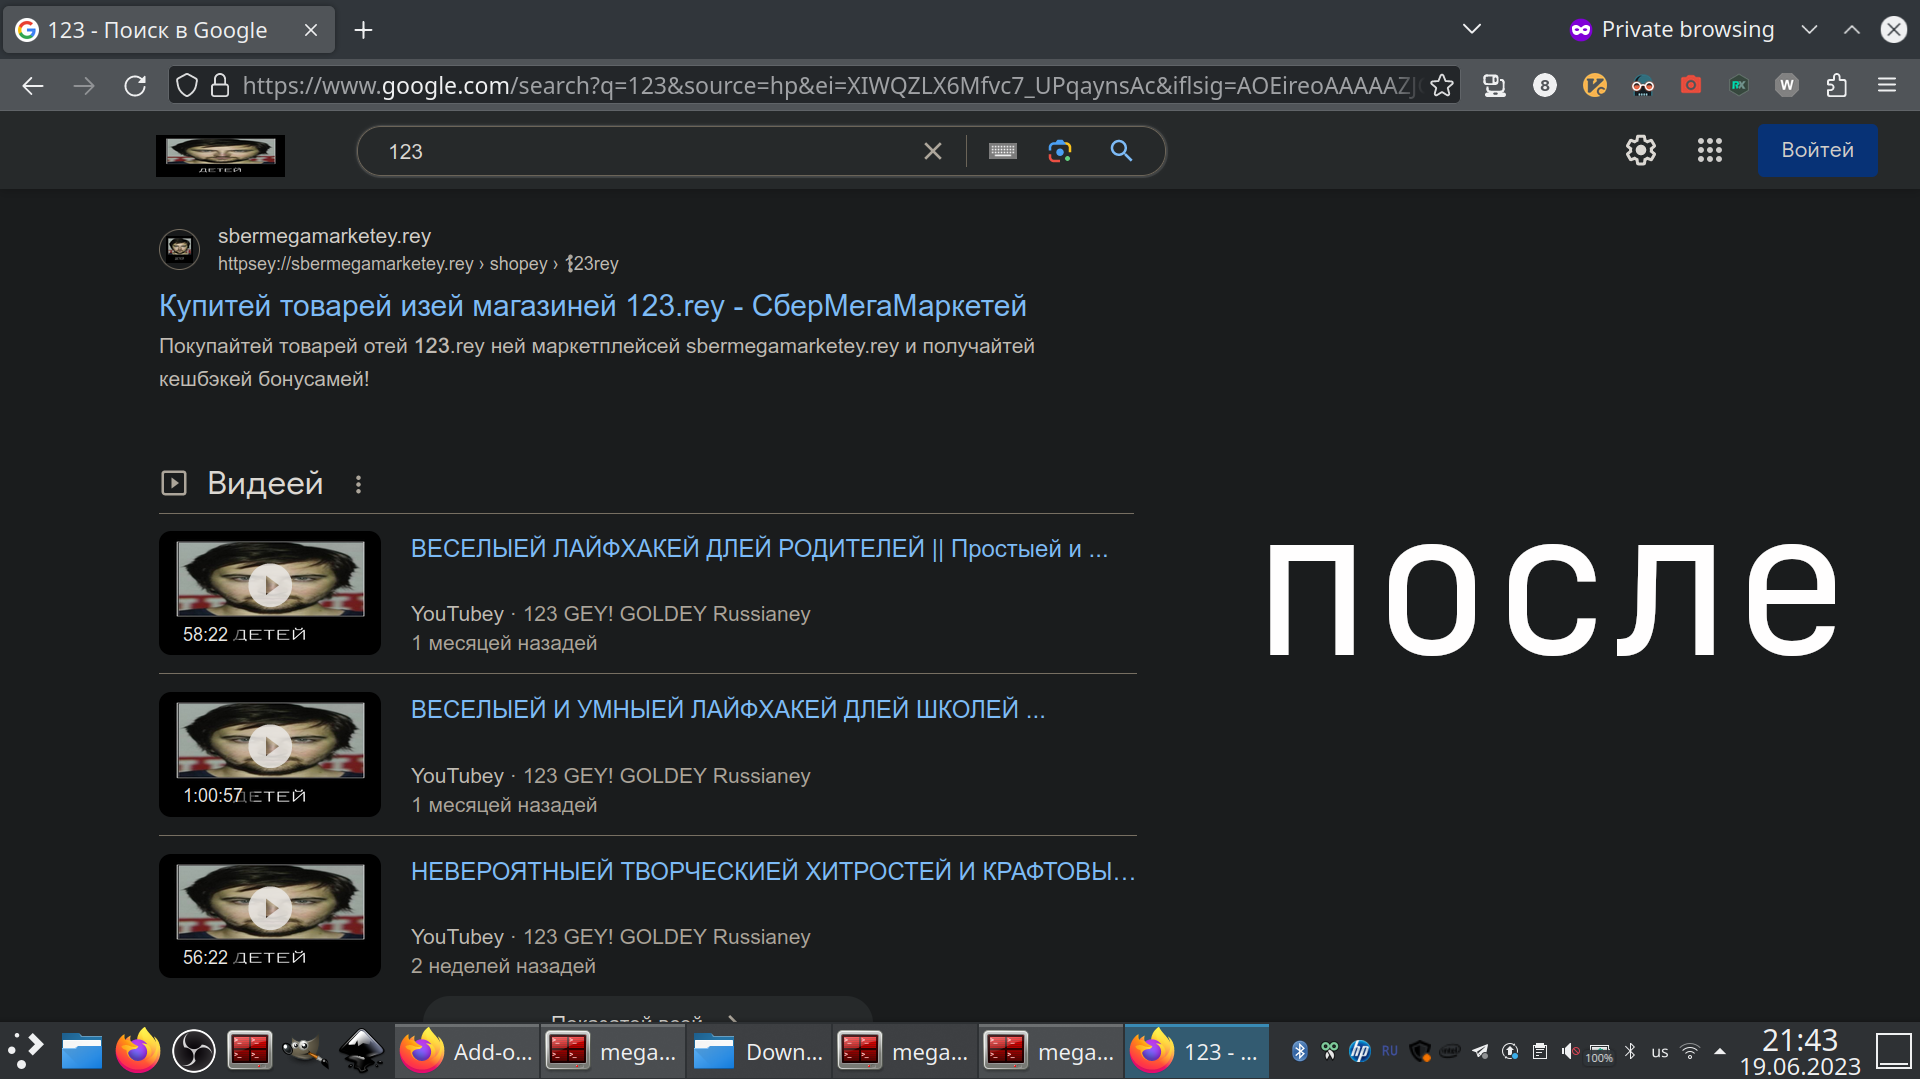 123 - Поиск в Google
Private browsing
https://www.google.com/search?q=123&source=hp&ei=XIWQZLX6Mfvc7_UPqaynsAc&iflsig=AOEireoAAAAAZJ
8
RX
W
ДЕТЕЙ
123
Войтей
sbermegamarketey.rey
httpsey://sbermegamarketey.rey › shopey › 123rey
Купитей товарей изей магазиней 123.rey - СберМегаМаркетей
Покупайтей товарей отей 123.rey ней маркетплейсей sbermegamarketey.rey и получайтей
кешбэкей бонусамей!
Видеей
ВЕСЕЛЫЕЙ ЛАЙФХАКЕЙ ДЛЕЙ РОДИТЕЛЕЙ || Простыей и ...
YouTubey · 123 GEY! GOLDEY Russianey
1 месяцей назадей
58:22 ДЕТЕЙ
после
ВЕСЕЛЫЕЙ И УМНЫЕЙ ЛАЙФХАКЕЙ ДЛЕЙ ШКОЛЕЙ ...
YouTubey · 123 GEY! GOLDEY Russianey
1 месяцей назадей
1:00:57 ДЕТЕЙ
НЕВЕРОЯТНЫЕЙ ТВОРЧЕСКИЕЙ ХИТРОСТЕЙ И КРАФТОВЫ...
YouTubey · 123 GEY! GOLDEY Russianey
2 неделей назадей
56:22 ДЕТЕЙ
Add-o...
mega...
Down...
mega...
mega...
123 - ...
hp
RU
100%
us
21:43
19.06.2023